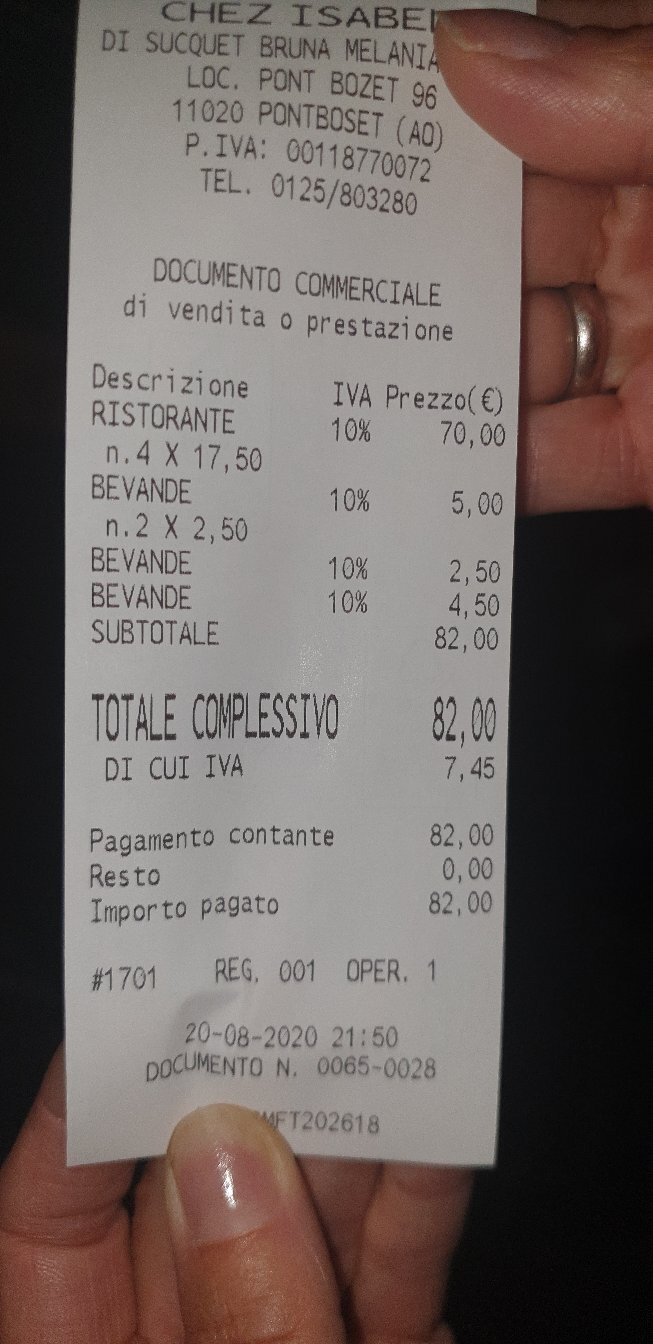 CHEZ ISABEL
DI SUCQUET BRUNA MELANIA
LOC. PONT BOZET 96
11020 PONTBOSET (AO)
P.IVA: 00118770072
TEL. 0125/803280
DOCUMENTO COMMERCIALE
di vendita o prestazione
Descrizione IVA Prezzo(€)
RISTORANTE 10% 70,00
n.4 X 17,50
BEVANDE 10% 5,00
n.2 X 2,50
BEVANDE 10% 2,50
BEVANDE 10% 4,50
SUBTOTALE 82,00
TOTALE COMPLESSIVO 82,00
DI CUI IVA 7,45
Pagamento contante 82,00
Resto 0,00
Importo pagato 82,00
#1701 REG. 001 OPER. 1
20-08-2020 21:50
DOCUMENTO N. 0065-0028
MFT202618